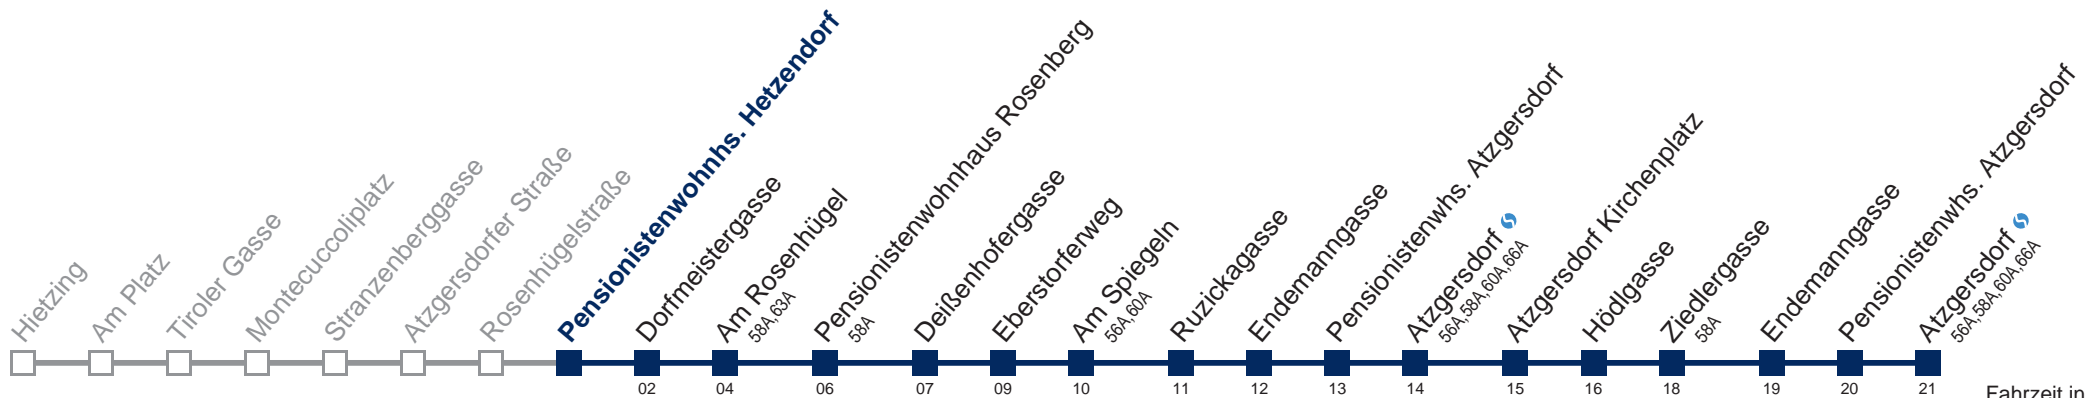 Hietzing
Am Platz
Tiroler Gasse
Montecuccoliplatz
Stranzenberggasse
Atzgersdorfer Straße
Rosenhügelstraße
Pensionistenwohnhs. Hetzendorf
Dorfmeistergasse
Am Rosenhügel
58A,63A
Pensionistenwohnhaus Rosenberg
58A
Deißenhofergasse
Eberstorferweg
Am Spiegeln
56A,60A
Ruzickagasse
Endemanngasse
Pensionistenwhs. Atzgersdorf
Atzgersdorf
56A,58A,60A,66A
Atzgersdorf Kirchenplatz
Hödlgasse
Ziedlergasse
58A
Endemanngasse
Pensionistenwhs. Atzgersdorf
Atzgersdorf
56A,58A,60A,66A
02 04 06 07 09 10 11 12 13 14 15 16 18 19 20 21
Fahrzeit in